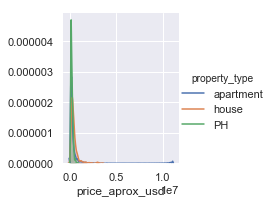 0.000004
0.000003
0.000002
0.000001
0.000000
0.0
0.5
1.0
1e7
price_aprox_usd
property_type
apartment
house
PH